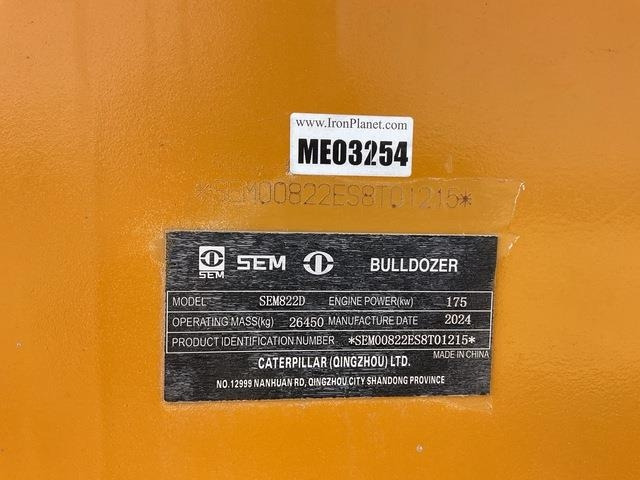 www.IronPlanet.com
ME03254
*SEM00822ES8T01215*
SEM SEM BULLDOZER
MODEL SEM822D ENGINE POWER(kw) 175
OPERATING MASS(kg) 26450 MANUFACTURE DATE 2024
PRODUCT IDENTIFICATION NUMBER *SEM00822ES8T01215*
MADE IN CHINA
CATERPILLAR (QINGZHOU) LTD.
NO.12999 NANHUAN RD, QINGZHOU.CITY SHANDONG PROVINCE